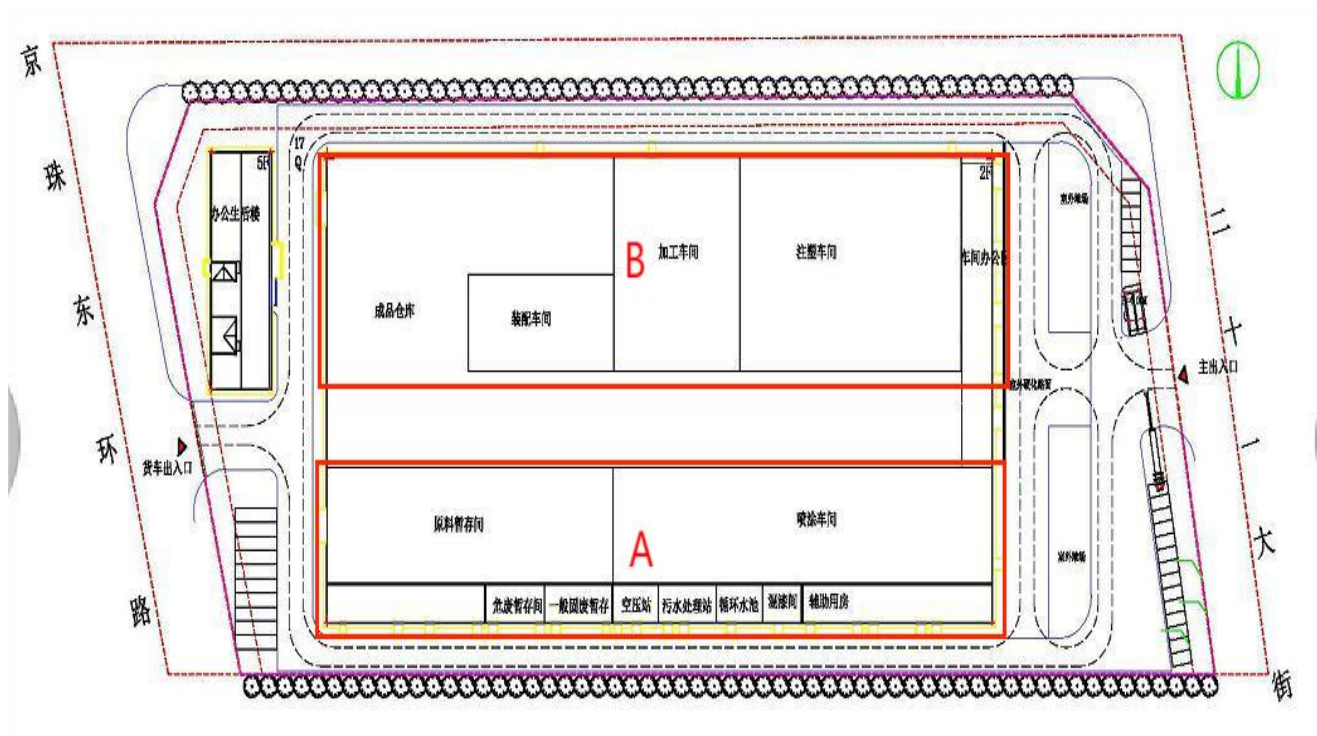 京珠东环路
17
Q
5F
办公生活楼
2F
室外堆场
B
加工车间
注塑车间
车间办公区
成品仓库
装配车间
二十一大街
主出入口
室外硬化路面
货车出入口
原料暂存间
喷涂车间
A
室外堆场
危废暂存间
一般固废暂存
空压站
污水处理站
循环水池
混漆间
辅助用房